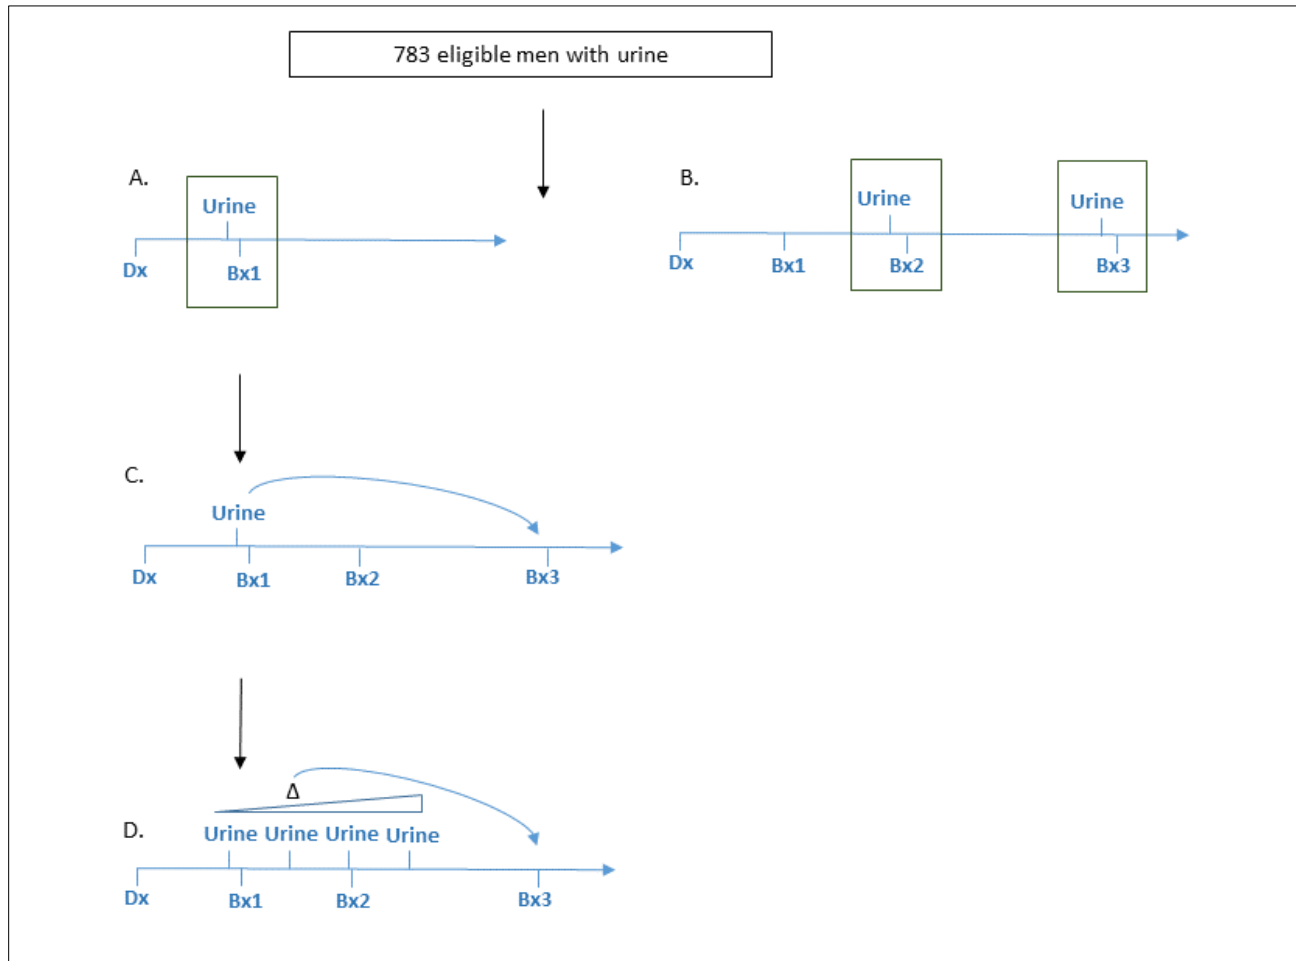 783 eligible men with urine
A.
Urine
Dx
Bx1
B.
Urine
Urine
Dx
Bx1
Bx2
Bx3
C.
Urine
Dx
Bx1
Bx2
Bx3
Δ
D.
Urine Urine Urine Urine
Dx
Bx1
Bx2
Bx3